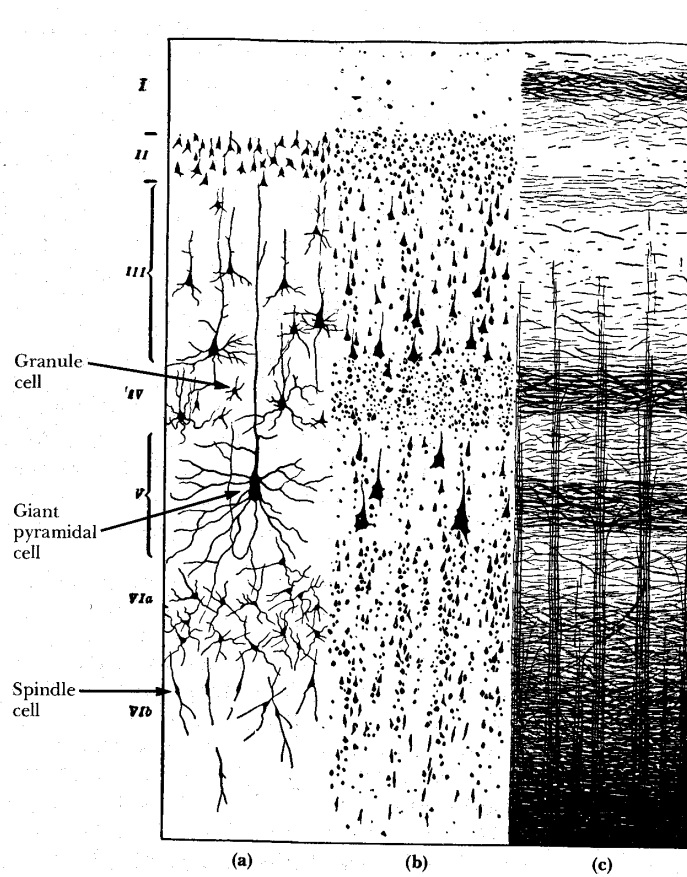 I
II
III
Granule
cell
IV
V
Giant
pyramidal
cell
VIa
Spindle
cell
VIb
(a)
(b)
(c)